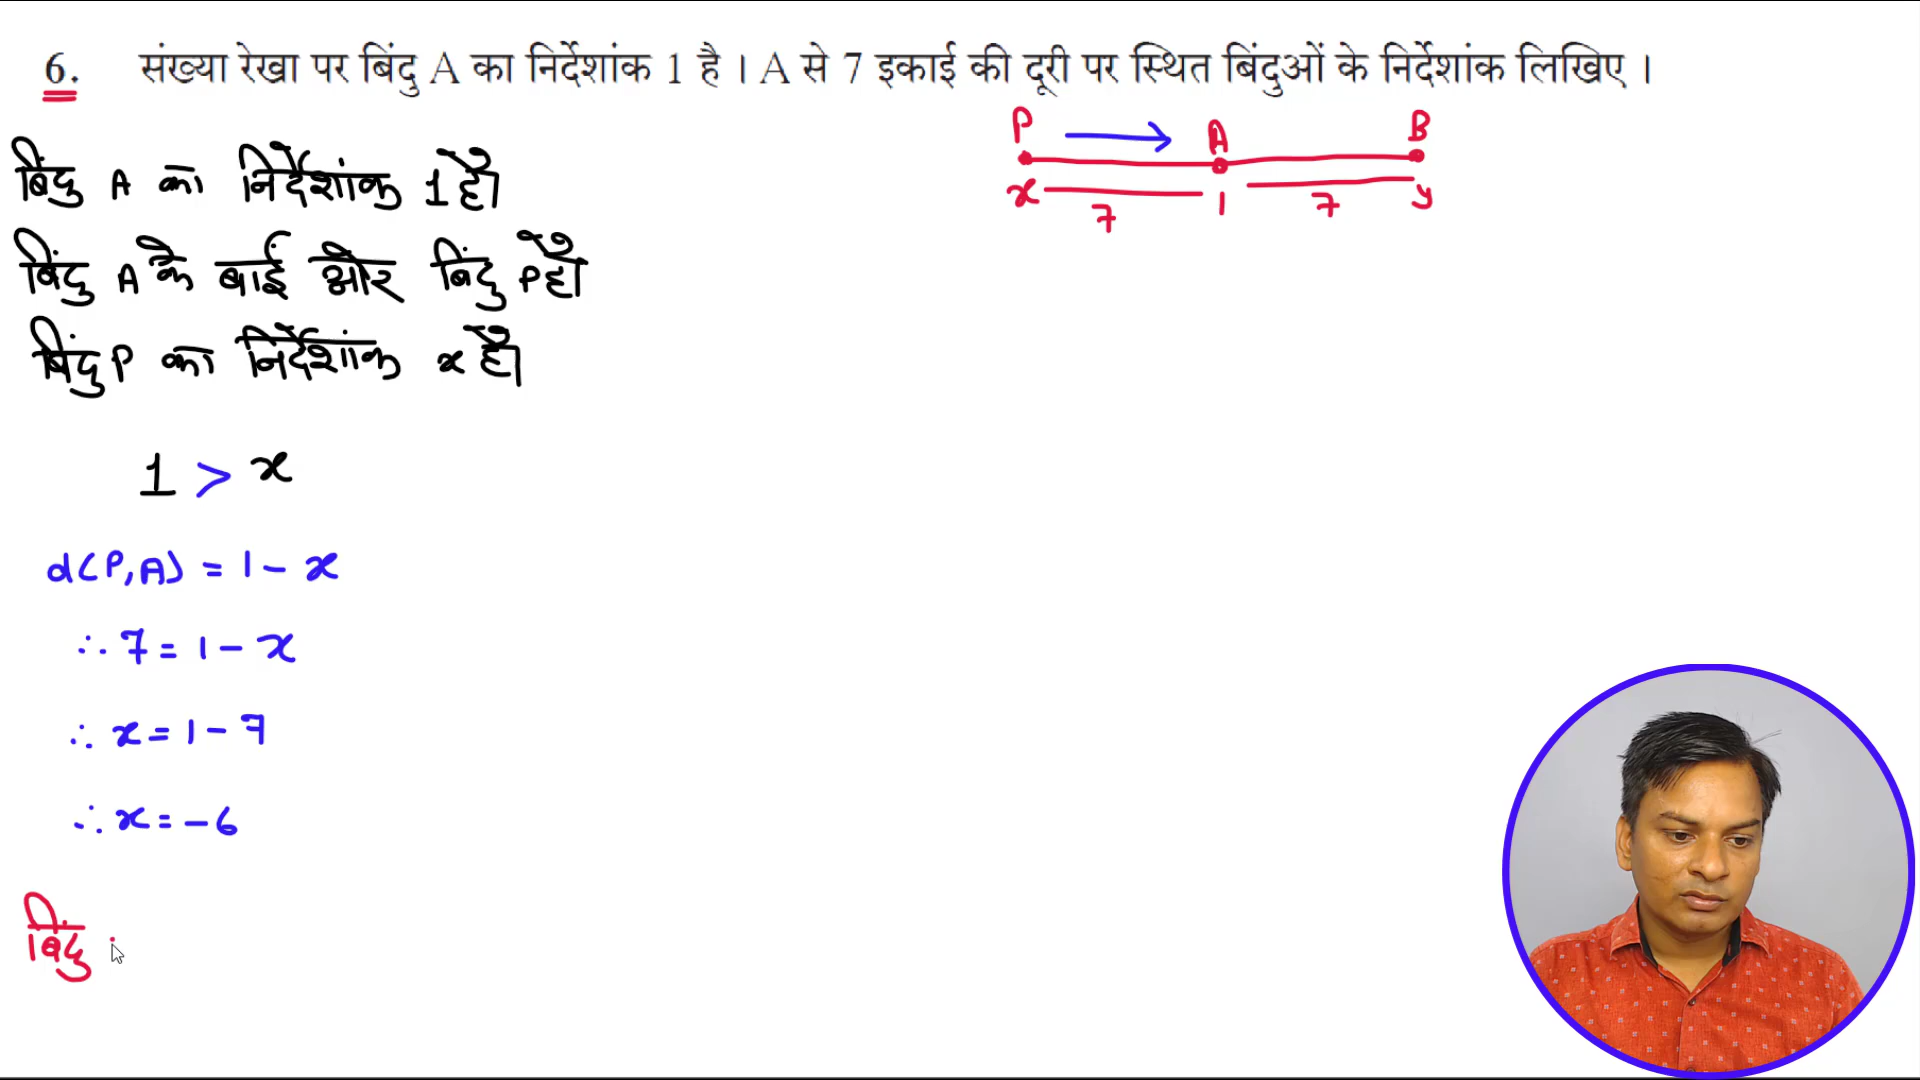 6. संख्या रेखा पर बिंदु A का निर्देशांक 1 है । A से 7 इकाई की दूरी पर स्थित बिंदुओं के निर्देशांक लिखिए ।
P A B
x 1 y
7 7
बिंदु A का निर्देशांक 1 है।
बिंदु A के बाईं ओर बिंदु P है।
बिंदु P का निर्देशांक x है।
1 > x
d(P,A) = 1 - x
∴ 7 = 1 - x
∴ x = 1 - 7
∴ x = -6
बिंदु